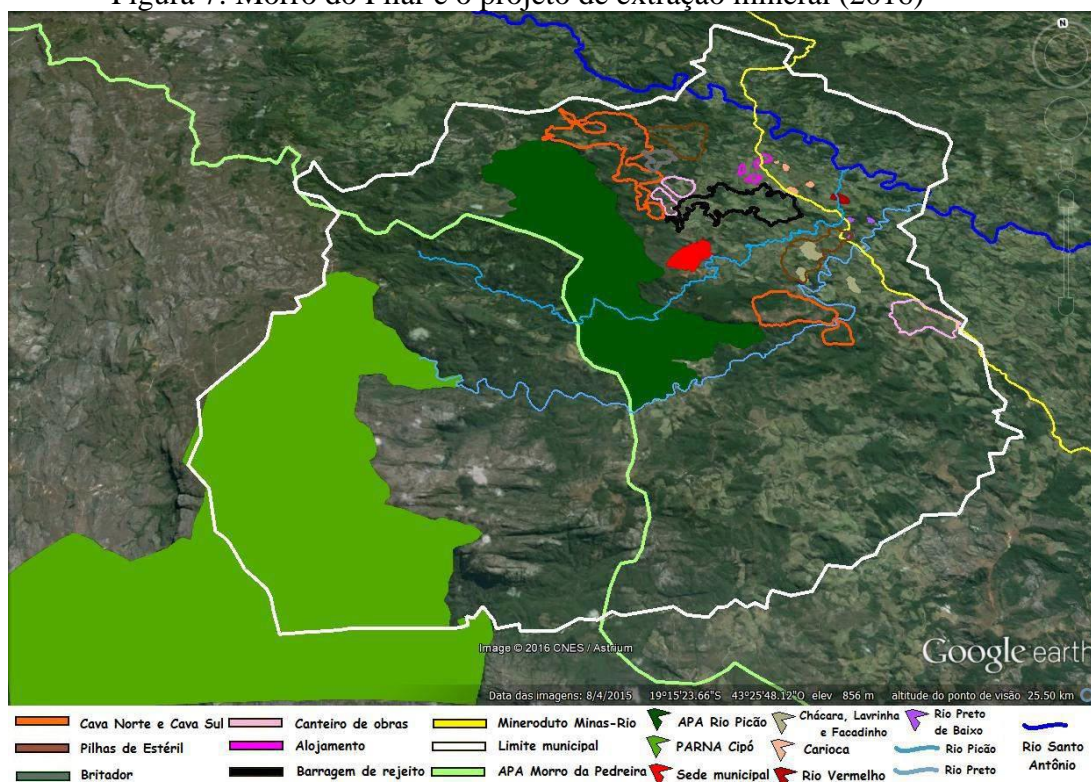 Figura 7: Morro do Pilar e o projeto de extração mineral (2016)
N
Image © 2016 CNES / Astrium
Google earth
Data das imagens: 8/4/2015 19°15'23.66"S 43°25'48.12"O elev 856 m altitude do ponto de visão 25.50 km
Cava Norte e Cava Sul
Pilhas de Estéril
Britador
Canteiro de obras
Alojamento
Barragem de rejeito
Mineroduto Minas-Rio
Limite municipal
APA Morro da Pedreira
APA Rio Picão
PARNA Cipó
Sede municipal
Chácara, Lavrinha
e Facadinho
Carioca
Rio Vermelho
Rio Preto
de Baixo
Rio Picão
Rio Preto
Rio Santo
Antônio